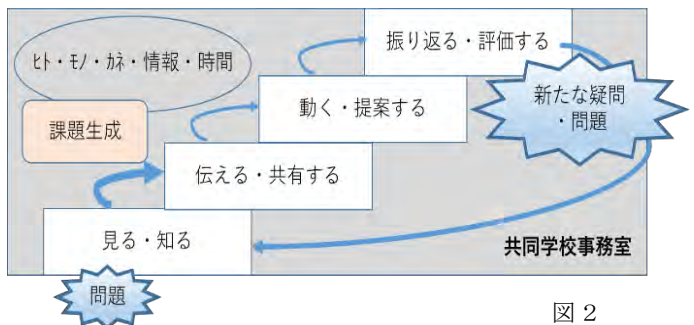 振り返る・評価する
ﾋﾄ・ﾓﾉ・ｶﾈ・情報・時間
新たな疑問
・問題
動く・提案する
課題生成
伝える・共有する
見る・知る
共同学校事務室
問題
図２